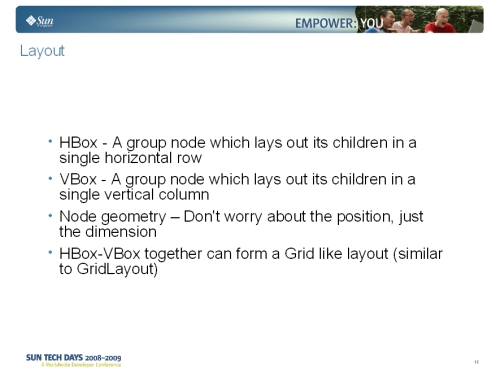 Sun
EMPOWER: YOU
Layout
• HBox - A group node which lays out its children in a
single horizontal row
• VBox - A group node which lays out its children in a
single vertical column
• Node geometry – Don't worry about the position, just
the dimension
• HBox-VBox together can form a Grid like layout (similar
to GridLayout)
SUN TECH DAYS 2008-2009
A Worldwide Developer Conference